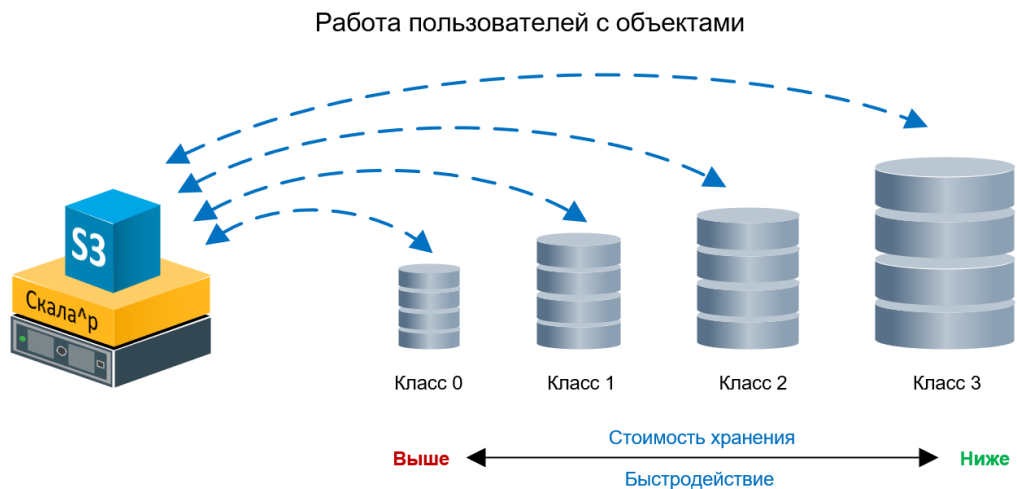 Работа пользователей с объектами
S3
Скала^р
Класс 0
Класс 1
Класс 2
Класс 3
Стоимость хранения
Выше
Ниже
Быстродействие